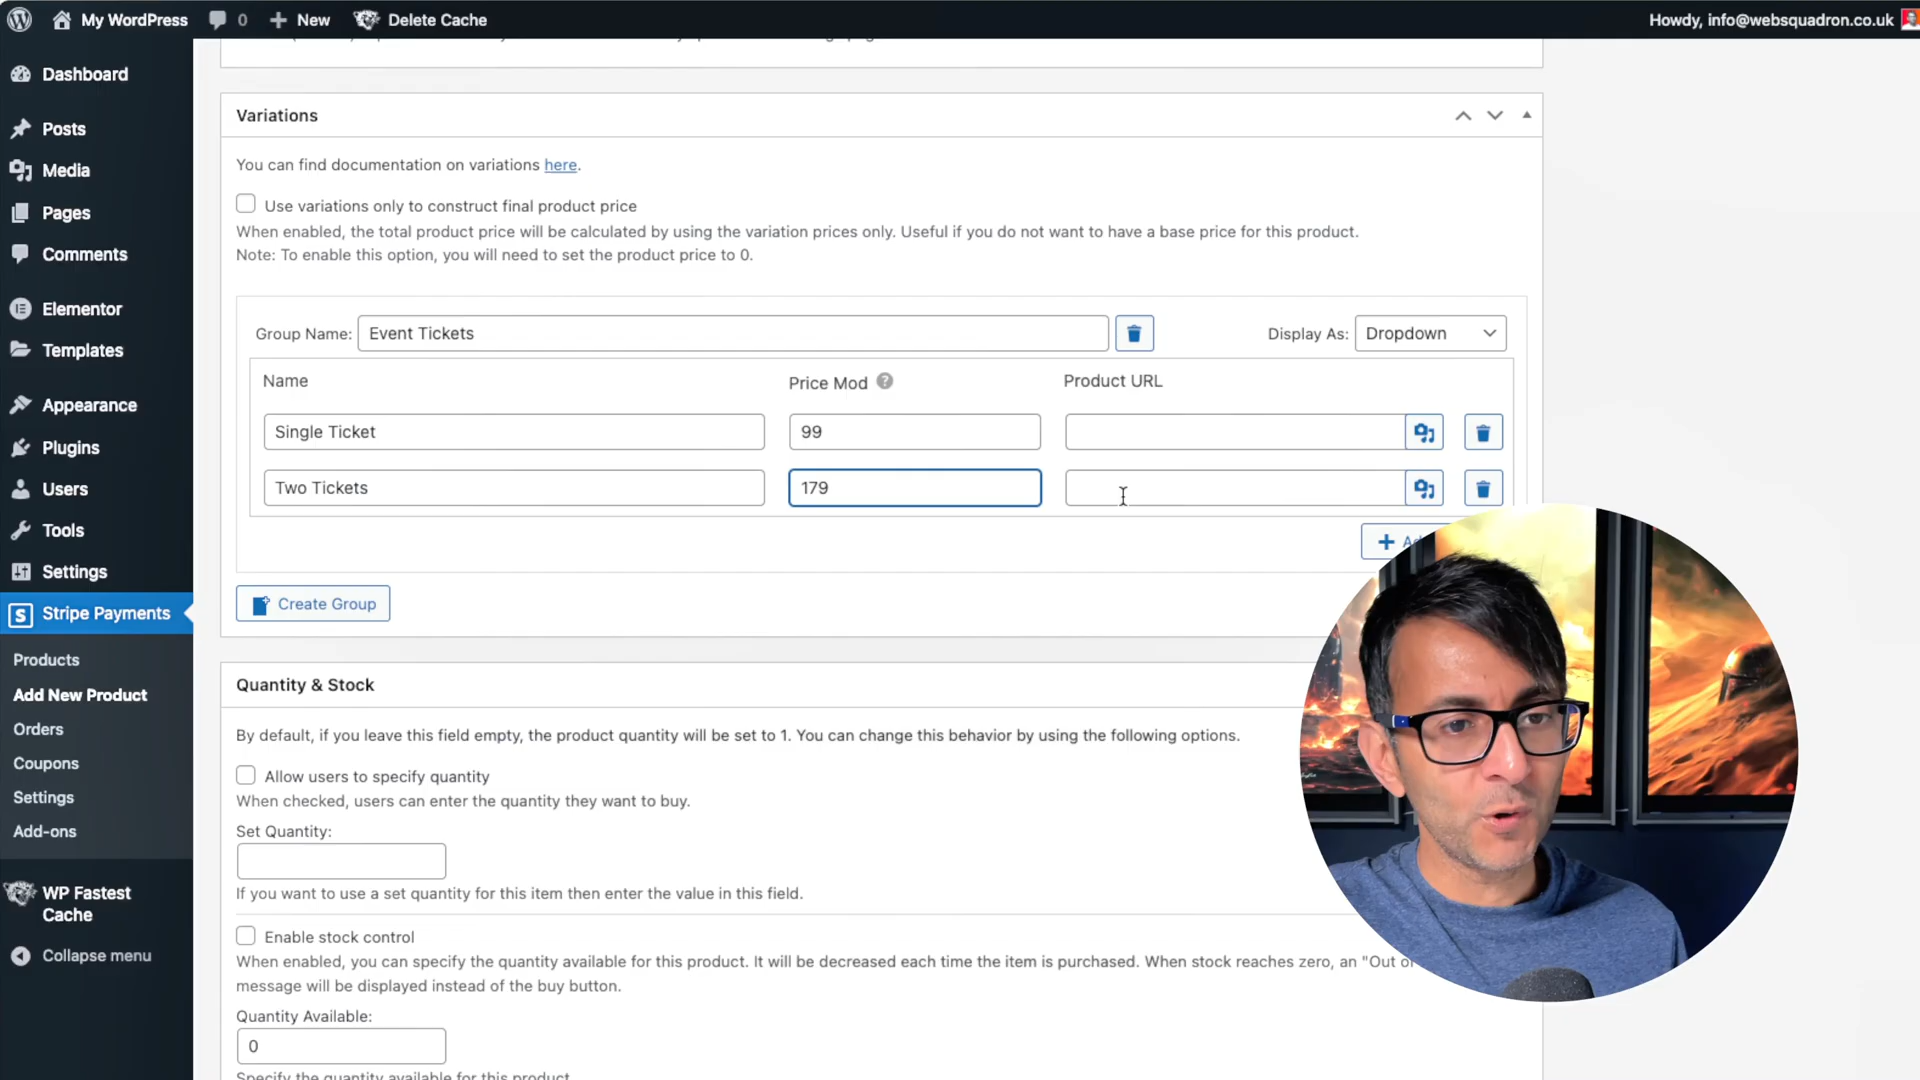 My WordPress 0 New Delete Cache Howdy, info@websquadron.co.uk
Dashboard
Posts
Media
Pages
Comments
Elementor
Templates
Appearance
Plugins
Users
Tools
Settings
Stripe Payments
Products
Add New Product
Orders
Coupons
Settings
Add-ons
WP Fastest
Cache
Collapse menu
Variations
You can find documentation on variations here.
Use variations only to construct final product price
When enabled, the total product price will be calculated by using the variation prices only. Useful if you do not want to have a base price for this product.
Note: To enable this option, you will need to set the product price to 0.
Group Name: Event Tickets Display As: Dropdown
Name Price Mod ? Product URL
Single Ticket 99
Two Tickets 179
Create Group
Quantity & Stock
By default, if you leave this field empty, the product quantity will be set to 1. You can change this behavior by using the following options.
Allow users to specify quantity
When checked, users can enter the quantity they want to buy.
Set Quantity:
If you want to use a set quantity for this item then enter the value in this field.
Enable stock control
When enabled, you can specify the quantity available for this product. It will be decreased each time the item is purchased. When stock reaches zero, an "Out of
message will be displayed instead of the buy button.
Quantity Available:
0
Specify the quantity available for this product